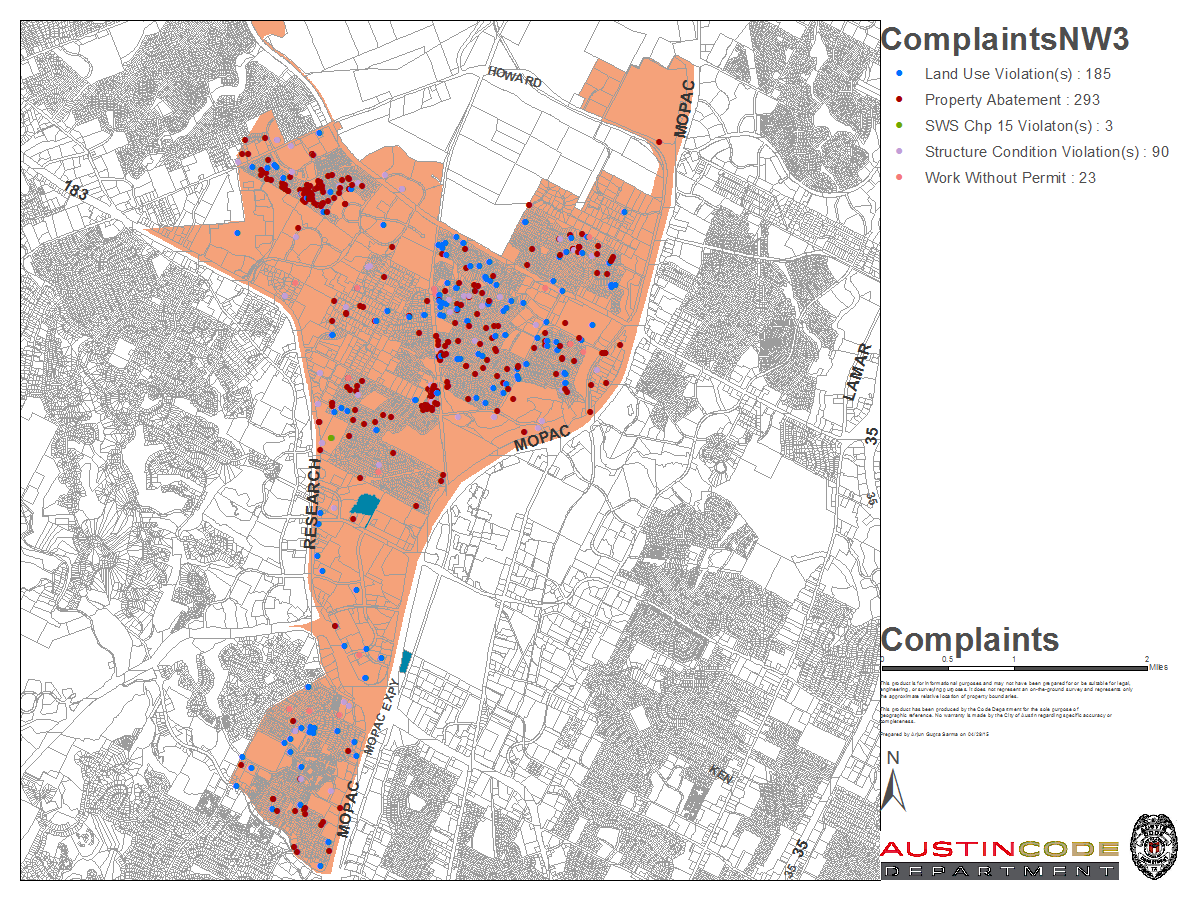 ComplaintsNW3
Land Use Violation(s) : 185
Property Abatement : 293
SWS Chp 15 Violaton(s) : 3
Structure Condition Violation(s) : 90
Work Without Permit : 23
HOWARD
MOPAC
183
LAMAR
35
MOPAC
35
RESEARCH
MOPAC EXPY
KEN
MOPAC
35
35
Complaints
0 0.5 1 2
Miles
This product is for informational purposes and may not have been prepared for or be suitable for legal,
engineering, or surveying purposes. It does not represent an on-the-ground survey and represents only
the approximate relative location of property boundaries.
This product has been produced by the Code Department for the sole purpose of
geographic reference. No warranty is made by the City of Austin regarding specific accuracy or
completeness.
Prepared by Arjun Gupta Sarma on 04/28/15
N
AUSTINCODE
DEPARTMENT